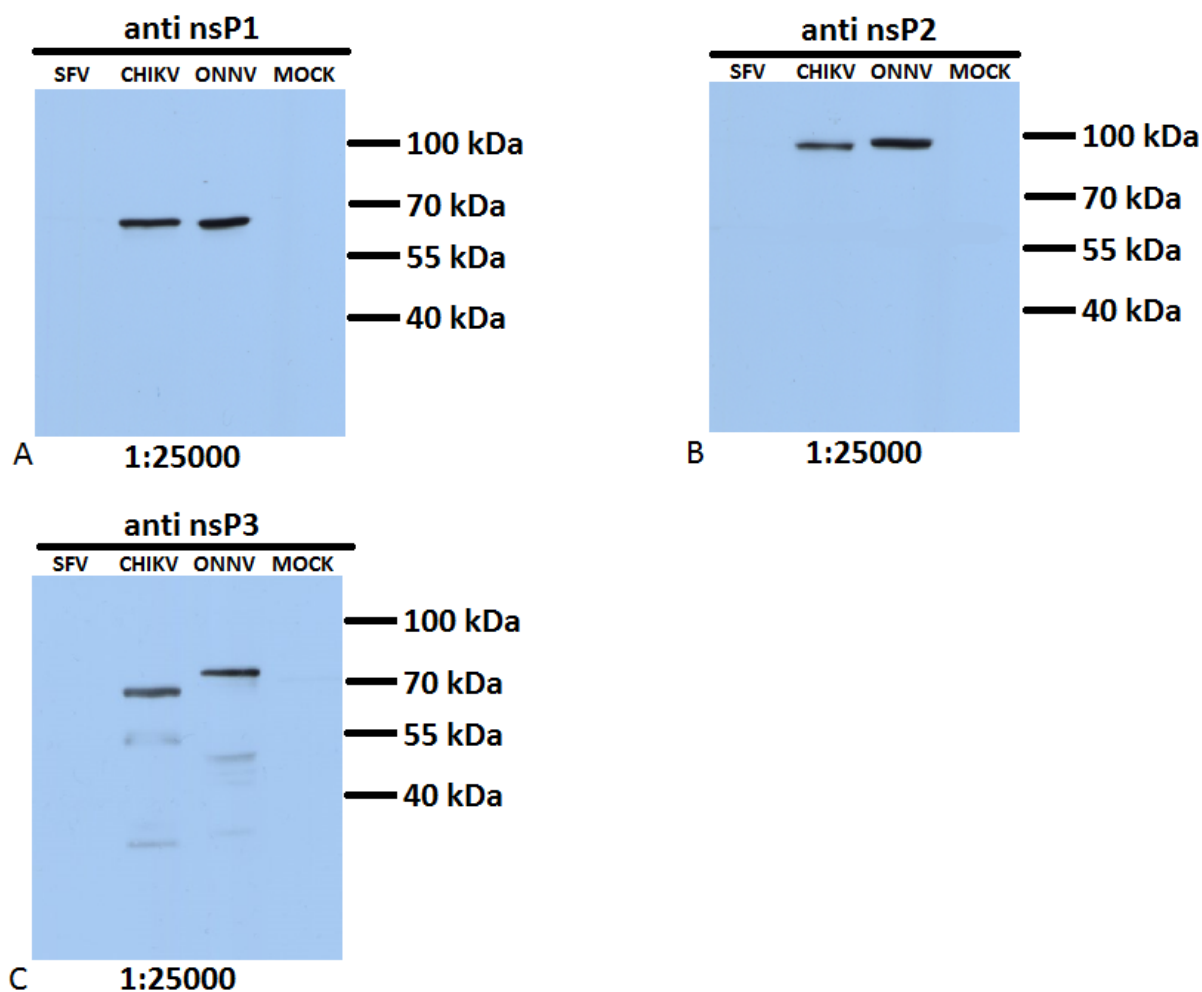 anti nsP1
SFV CHIKV ONNV MOCK
100 kDa
70 kDa
55 kDa
40 kDa
A 1:25000
anti nsP2
SFV CHIKV ONNV MOCK
100 kDa
70 kDa
55 kDa
40 kDa
B 1:25000
anti nsP3
SFV CHIKV ONNV MOCK
100 kDa
70 kDa
55 kDa
40 kDa
C 1:25000